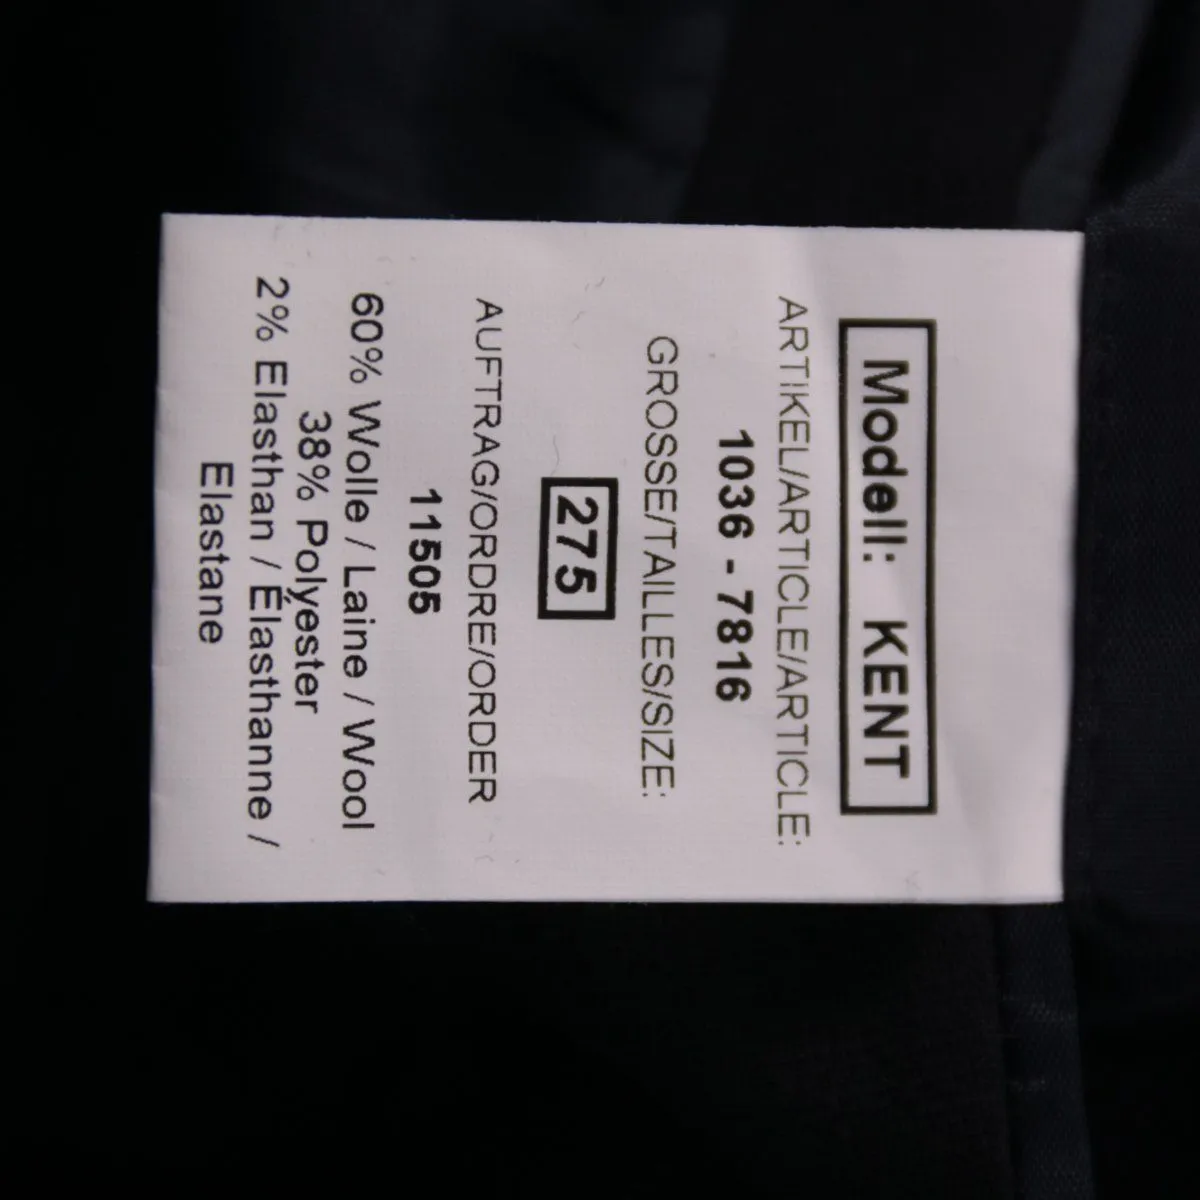 Modell: KENT
ARTIKEL/ARTICLE/ARTICLE:
1036 - 7816
GROSSE/TAILLES/SIZE:
275
AUFTRAG/ORDRE/ORDER
11505
60% Wolle / Laine / Wool
38% Polyester
2% Elasthan / Élasthanne /
Elastane